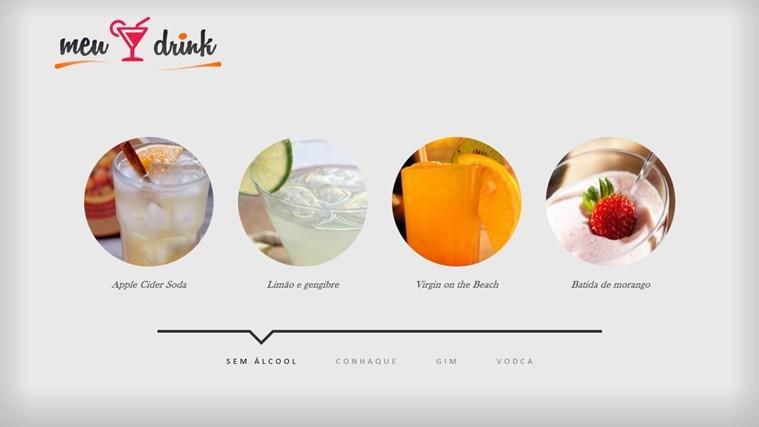 meu drink
Apple Cider Soda
Limão e gengibre
Virgin on the Beach
Batida de morango
SEM ÁLCOOL CONHAQUE GIM VODCA